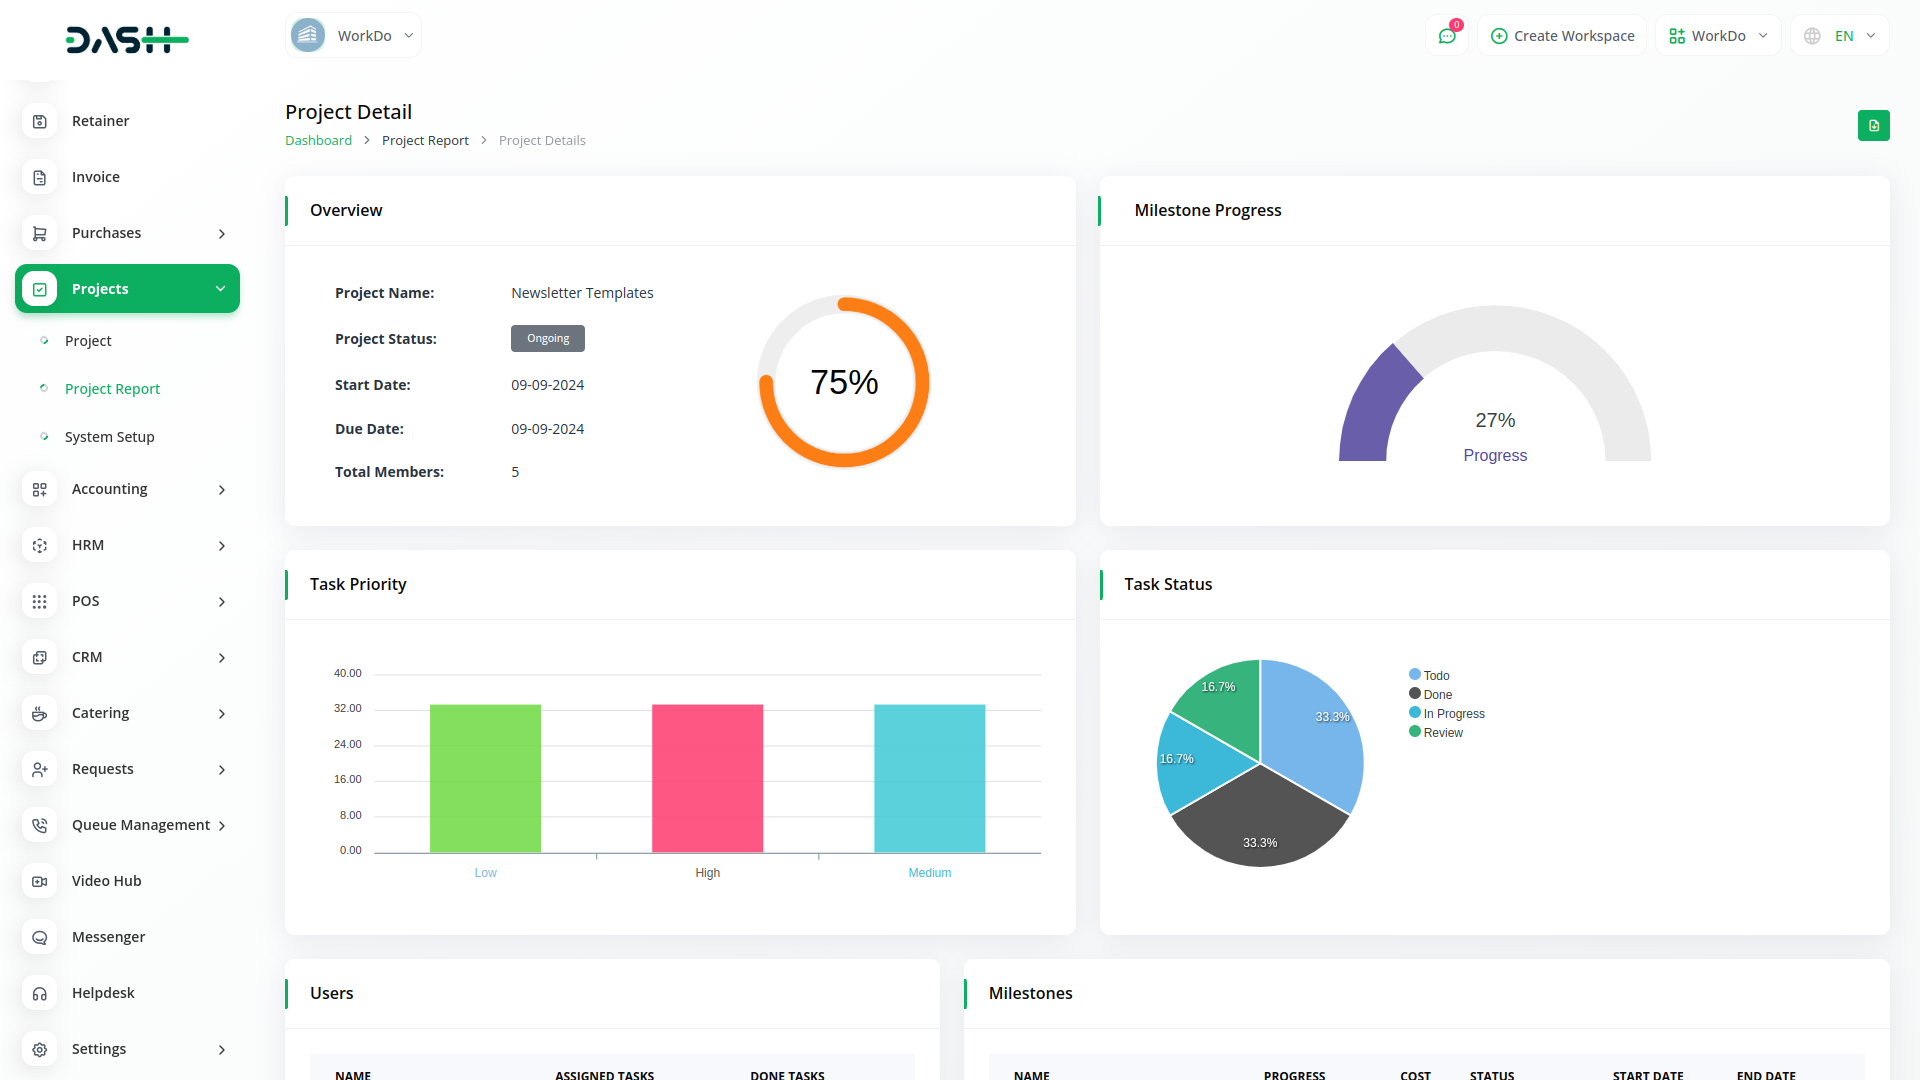 DASH
WorkDo
0
Create Workspace
WorkDo
EN
Retainer
Invoice
Purchases
Projects
Project
Project Report
System Setup
Accounting
HRM
POS
CRM
Catering
Requests
Queue Management
Video Hub
Messenger
Helpdesk
Settings
Project Detail
Dashboard > Project Report > Project Details
Overview
Project Name: Newsletter Templates
Project Status: Ongoing
Start Date: 09-09-2024
Due Date: 09-09-2024
Total Members: 5
75%
Milestone Progress
27%
Progress
Task Priority
40.00
32.00
24.00
16.00
8.00
0.00
Low
High
Medium
Task Status
16.7%
33.3%
16.7%
33.3%
Todo
Done
In Progress
Review
Users
NAME ASSIGNED TASKS DONE TASKS
Milestones
NAME PROGRESS COST STATUS START DATE END DATE